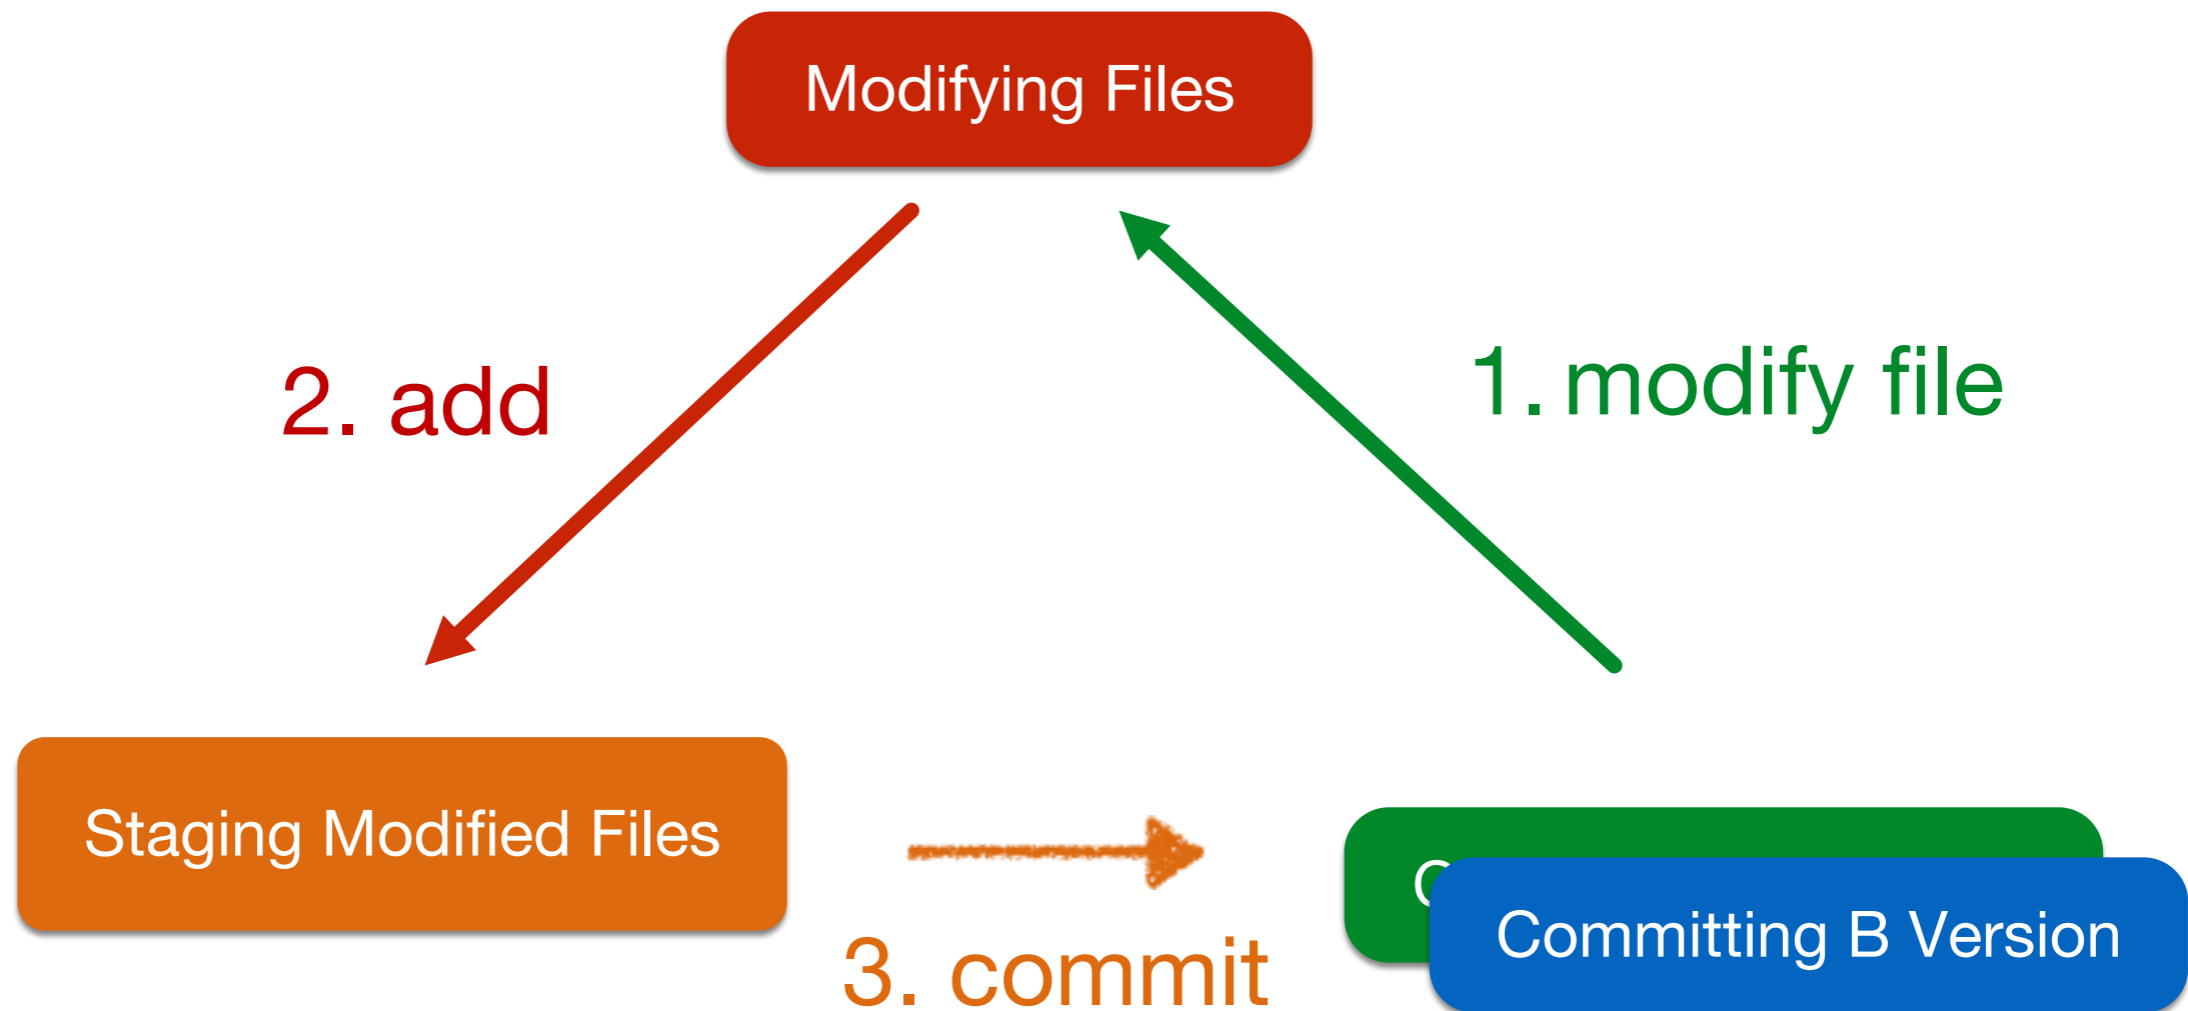 Modifying Files
2. add
1. modify file
Staging Modified Files
3. commit
Committing B Version